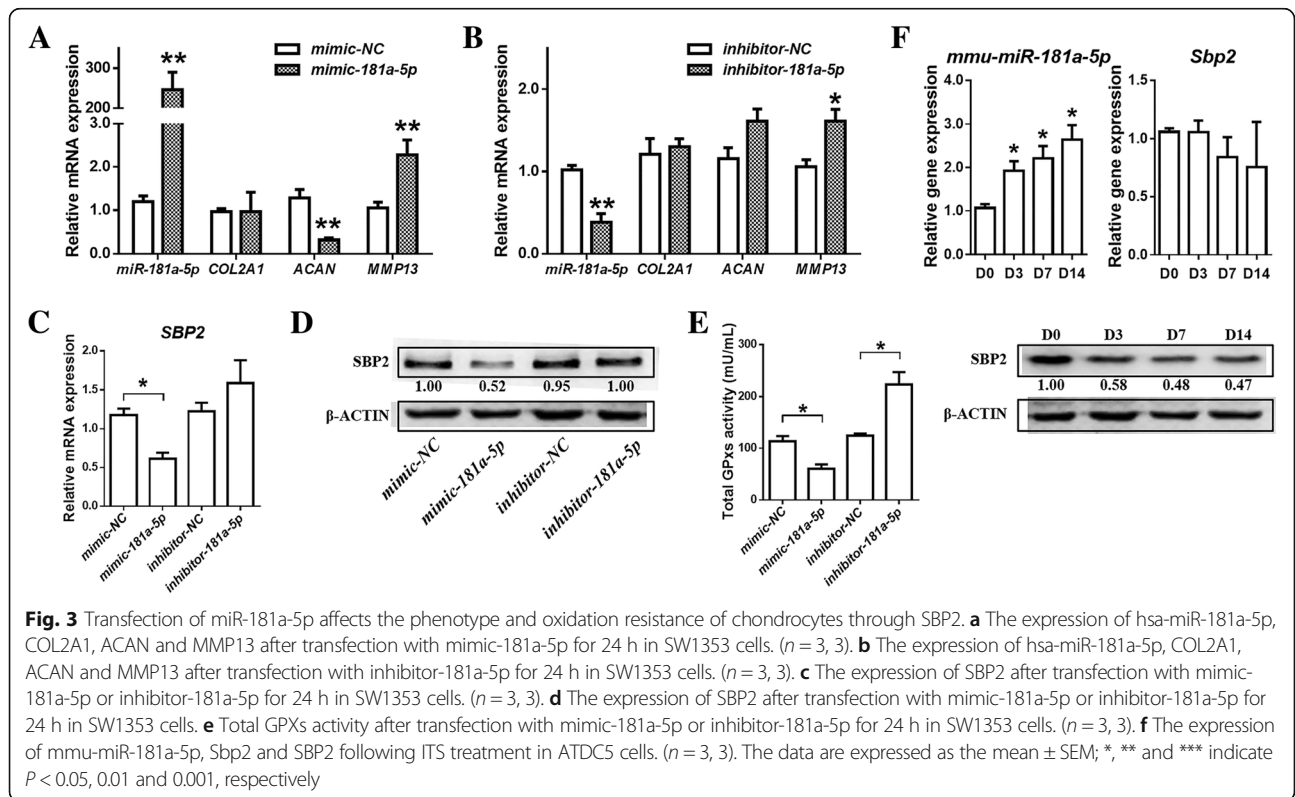 A
Relative mRNA expression
300
200
100
2.0
1.0
0.0
mimic-NC
mimic-181a-5p
**
**
**
miR-181a-5p COL2A1 ACAN MMP13
B
Relative mRNA expression
2.0
1.0
0.0
inhibitor-NC
inhibitor-181a-5p
**
*
miR-181a-5p COL2A1 ACAN MMP13
F
mmu-miR-181a-5p
Relative gene expression
4.0
3.0
2.0
1.0
0.0
* * *
D0 D3 D7 D14
Sbp2
Relative gene expression
1.5
1.0
0.5
0.0
D0 D3 D7 D14
C
SBP2
Relative mRNA expression
2.0
1.5
1.0
0.5
0.0
*
mimic-NC
mimic-181a-5p
inhibitor-NC
inhibitor-181a-5p
D
SBP2
1.00 0.52 0.95 1.00
β-ACTIN
mimic-NC
mimic-181a-5p
inhibitor-NC
inhibitor-181a-5p
E
Total GPxs activity (mU/mL)
300
200
100
0
*
*
mimic-NC
mimic-181a-5p
inhibitor-NC
inhibitor-181a-5p
D0 D3 D7 D14
SBP2
1.00 0.58 0.48 0.47
β-ACTIN
Fig. 3 Transfection of miR-181a-5p affects the phenotype and oxidation resistance of chondrocytes through SBP2. a The expression of hsa-miR-181a-5p,
COL2A1, ACAN and MMP13 after transfection with mimic-181a-5p for 24 h in SW1353 cells. (n = 3, 3). b The expression of hsa-miR-181a-5p, COL2A1,
ACAN and MMP13 after transfection with inhibitor-181a-5p for 24 h in SW1353 cells. (n = 3, 3). c The expression of SBP2 after transfection with mimic-
181a-5p or inhibitor-181a-5p for 24 h in SW1353 cells. (n = 3, 3). d The expression of SBP2 after transfection with mimic-181a-5p or inhibitor-181a-5p for
24 h in SW1353 cells. e Total GPXs activity after transfection with mimic-181a-5p or inhibitor-181a-5p for 24 h in SW1353 cells. (n = 3, 3). f The expression
of mmu-miR-181a-5p, Sbp2 and SBP2 following ITS treatment in ATDC5 cells. (n = 3, 3). The data are expressed as the mean ± SEM; *, ** and *** indicate
P < 0.05, 0.01 and 0.001, respectively